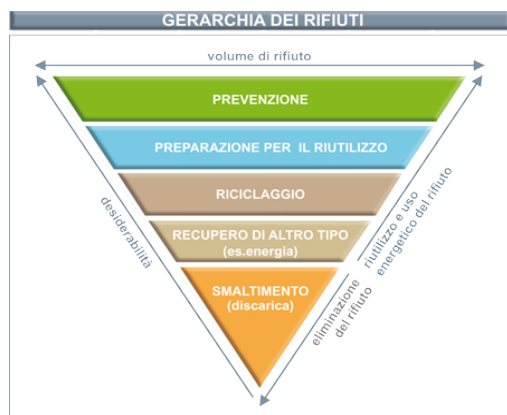 GERARCHIA DEI RIFIUTI
volume di rifiuto
PREVENZIONE
PREPARAZIONE PER IL RIUTILIZZO
RICICLAGGIO
RECUPERO DI ALTRO TIPO
(es.energia)
SMALTIMENTO
(discarica)
desiderabilità
riutilizzo e uso
energetico del rifiuto
eliminazione
del rifiuto